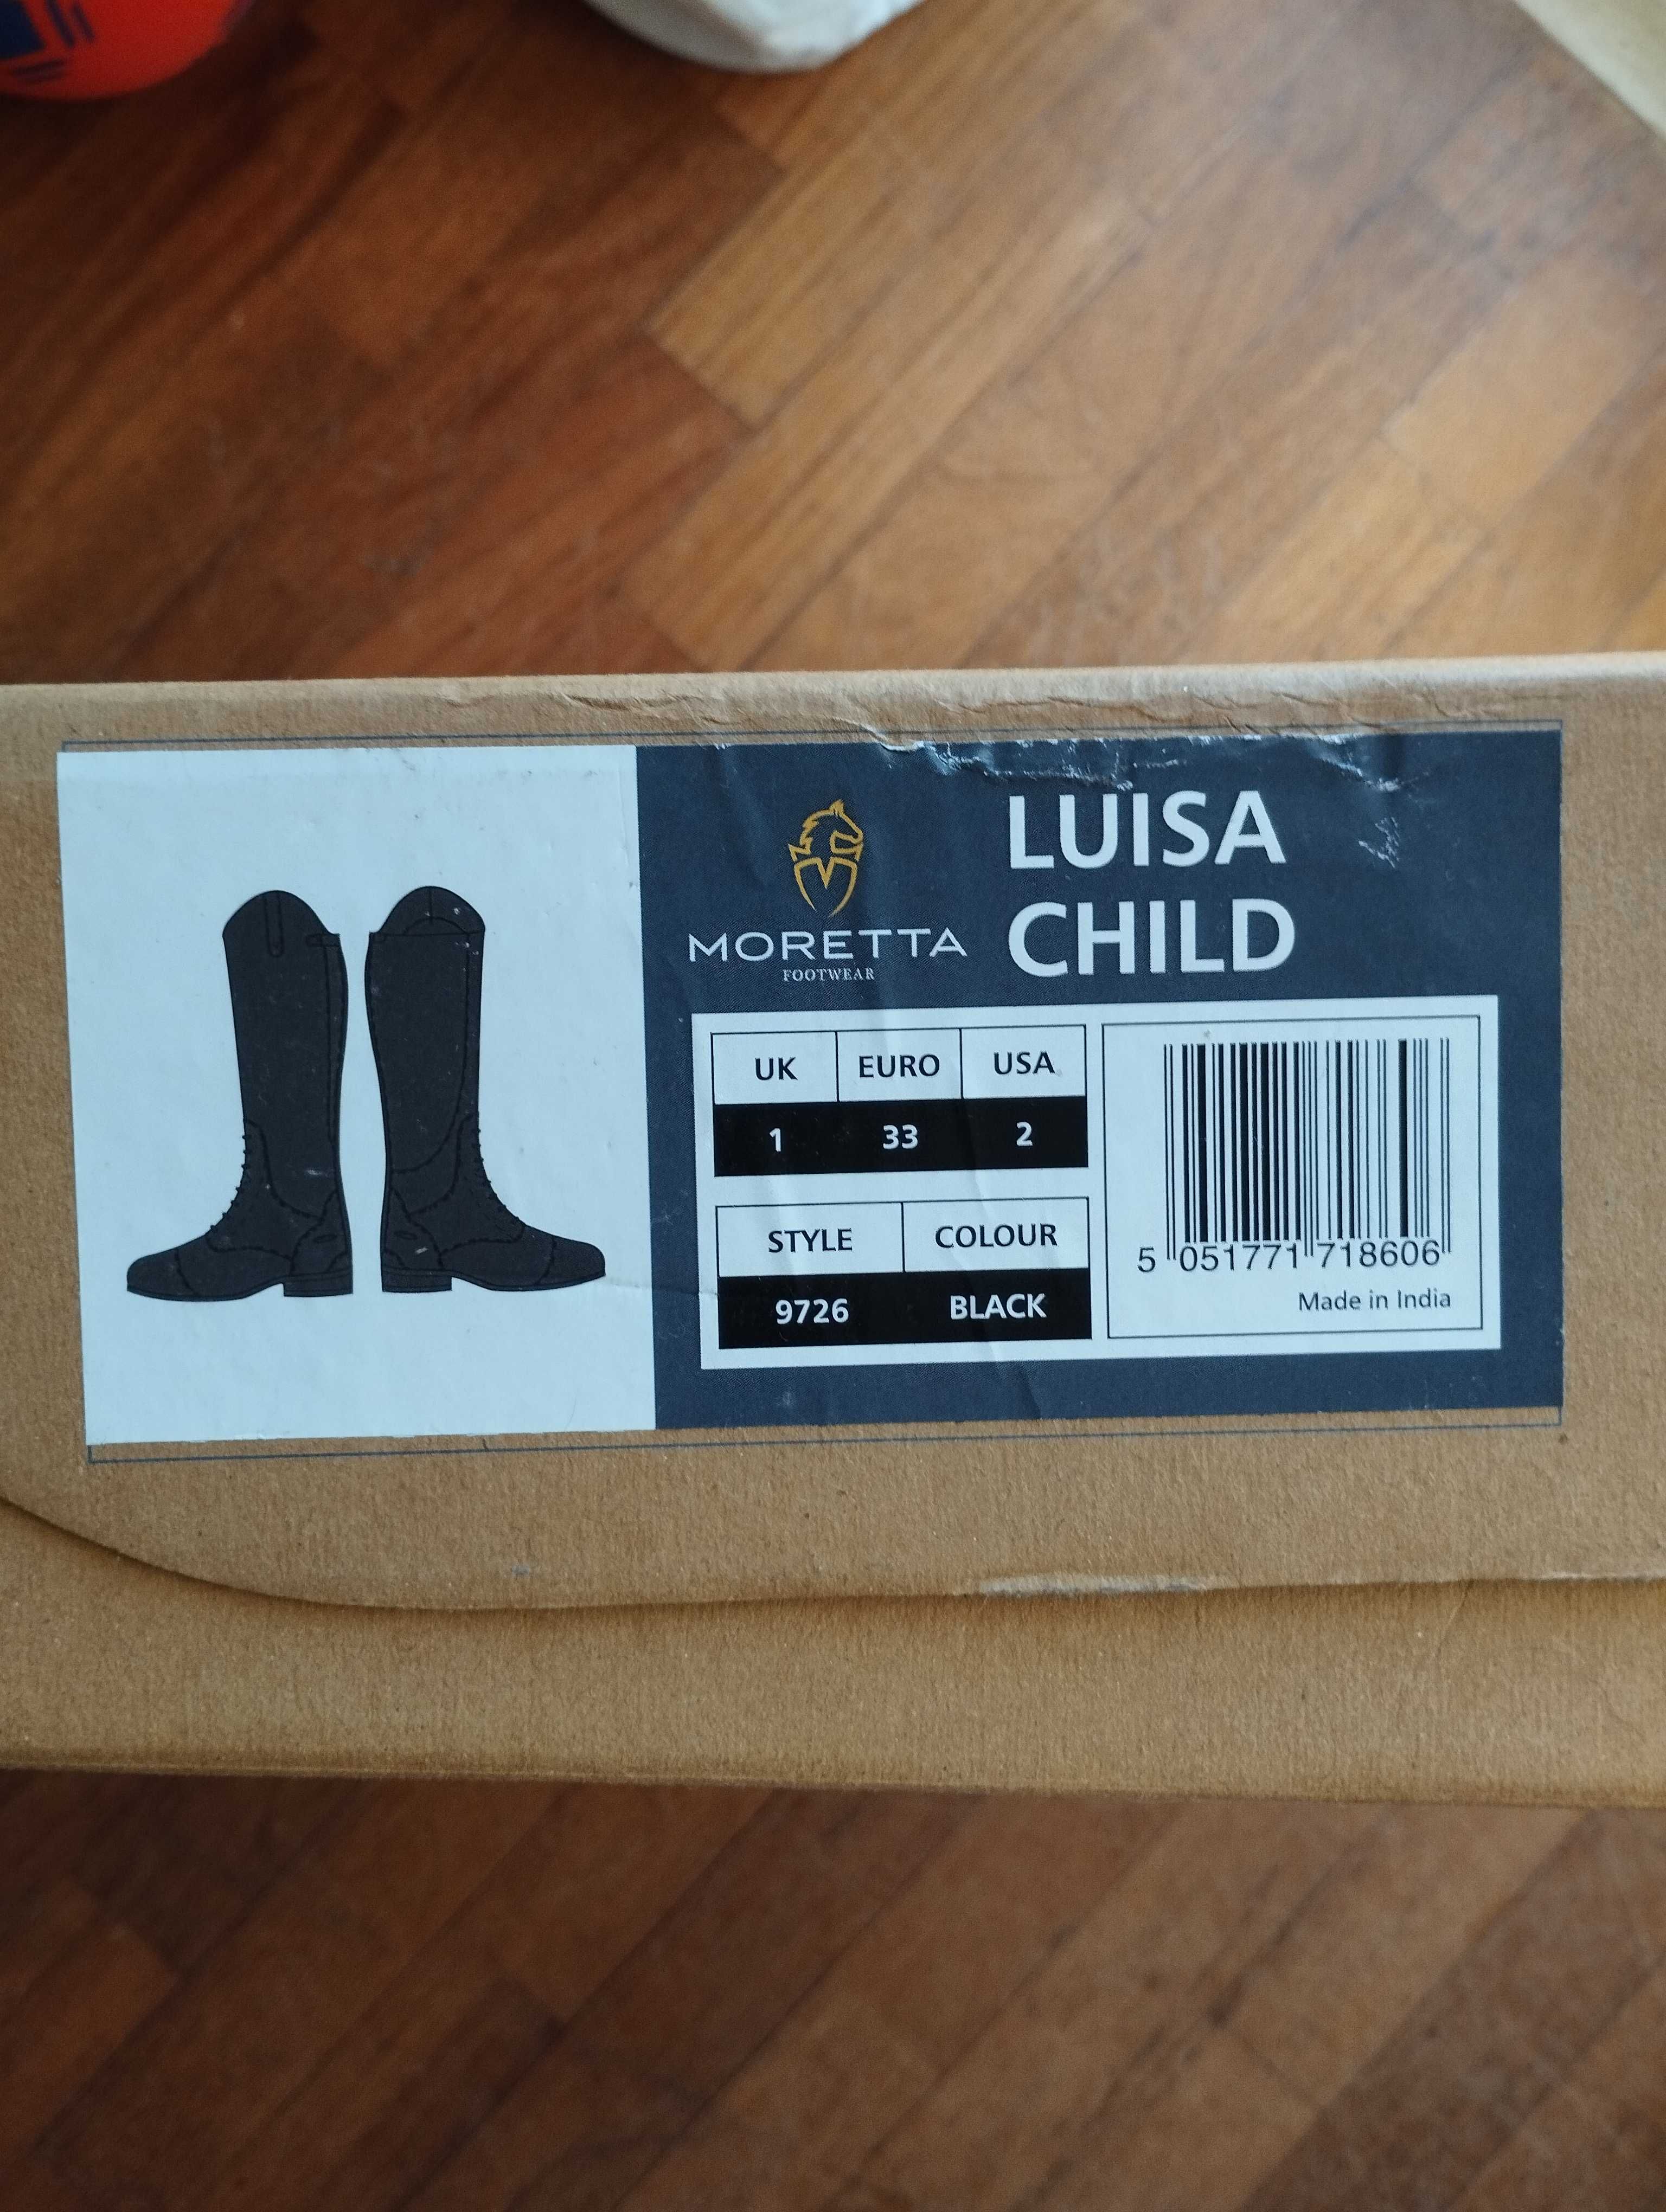 MORETTA
FOOTWEAR
LUISA
CHILD
UK EURO USA
1 33 2
STYLE COLOUR
9726 BLACK
5 051771 718606
Made in India